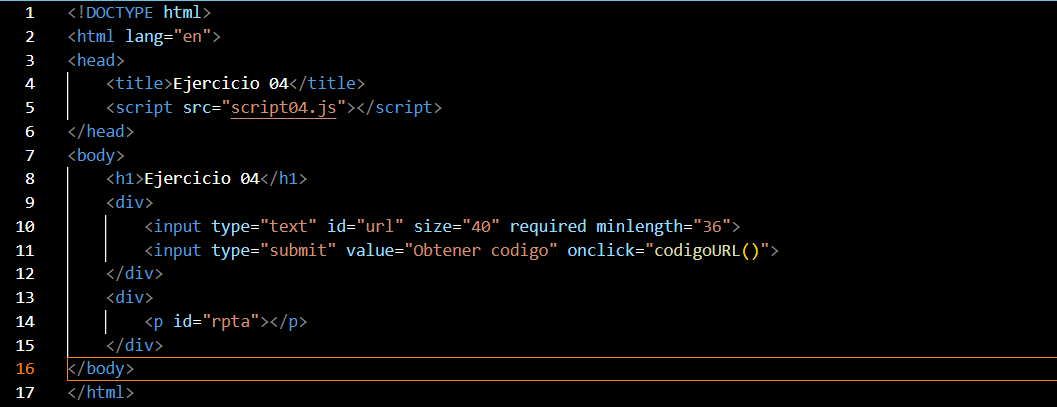 1 <!DOCTYPE html>
2 <html lang="en">
3 <head>
4     <title>Ejercicio 04</title>
5     <script src="script04.js"></script>
6 </head>
7 <body>
8     <h1>Ejercicio 04</h1>
9     <div>
10         <input type="text" id="url" size="40" required minlength="36">
11         <input type="submit" value="Obtener codigo" onclick="codigoURL()">
12     </div>
13     <div>
14         <p id="rpta"></p>
15     </div>
16 </body>
17 </html>